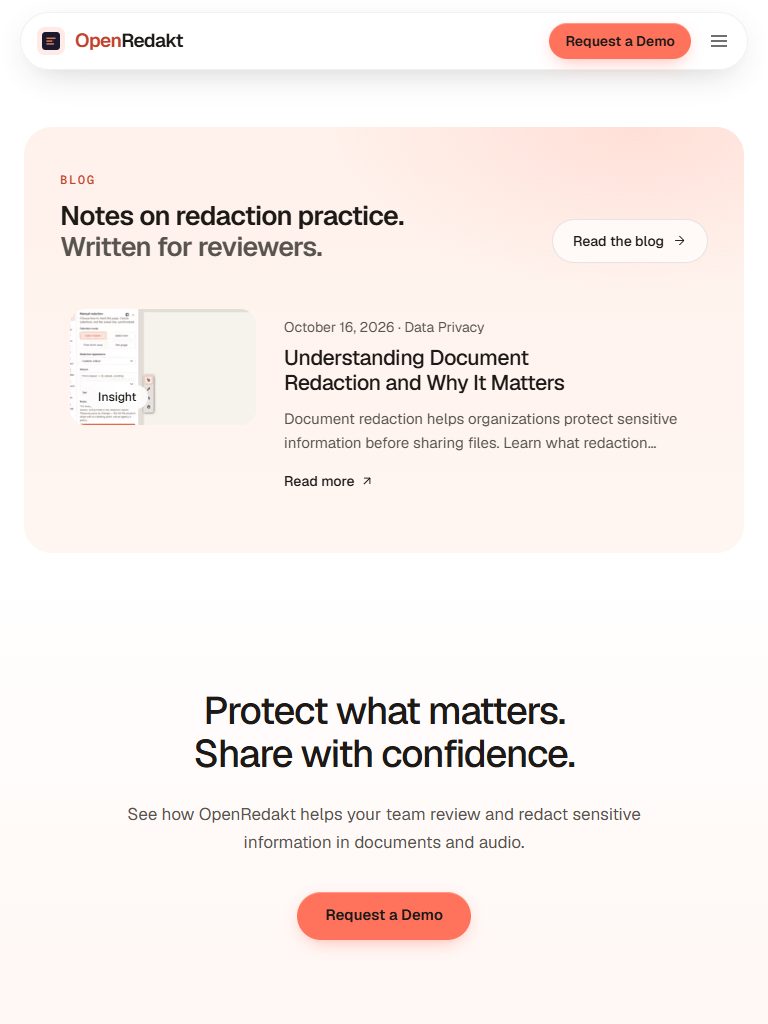 OpenRedakt
Request a Demo
BLOG
Notes on redaction practice.
Written for reviewers.
Read the blog
Insight
October 16, 2026 · Data Privacy
Understanding Document
Redaction and Why It Matters
Document redaction helps organizations protect sensitive
information before sharing files. Learn what redaction...
Read more
Protect what matters.
Share with confidence.
See how OpenRedakt helps your team review and redact sensitive
information in documents and audio.
Request a Demo